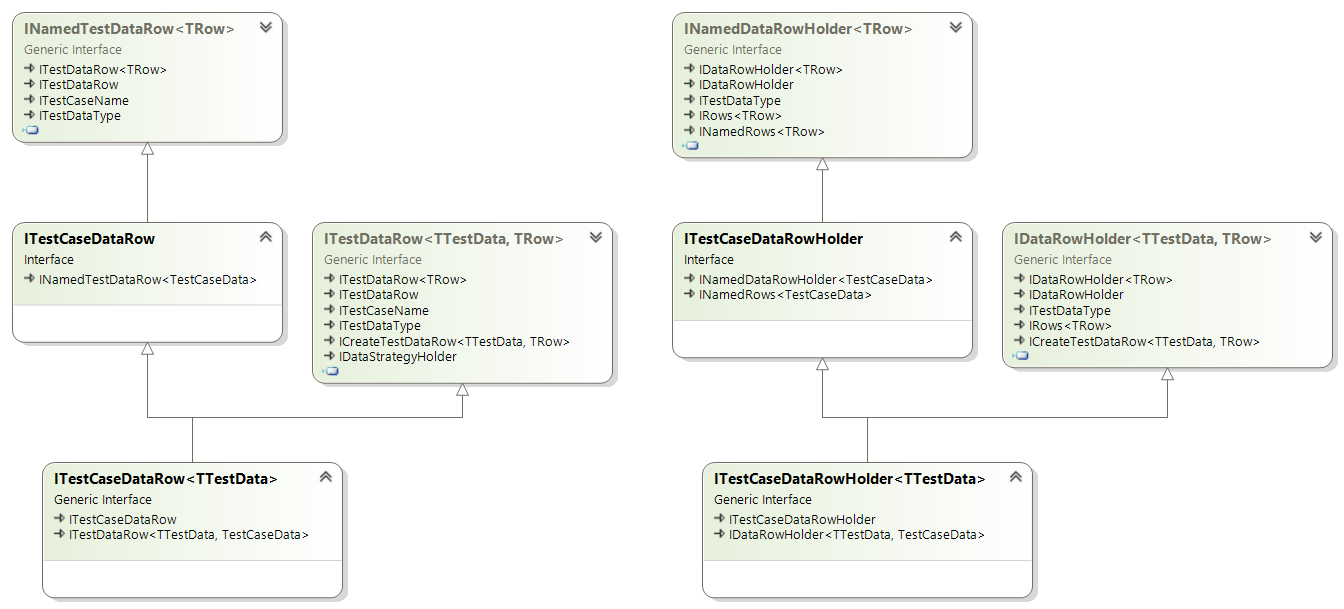 INamedTestDataRow<TRow>
Generic Interface
ITestDataRow<TRow>
ITestDataRow
ITestCaseName
ITestDataType
INamedDataRowHolder<TRow>
Generic Interface
IDataRowHolder<TRow>
IDataRowHolder
ITestDataType
IRows<TRow>
INamedRows<TRow>
ITestCaseDataRow
Interface
INamedTestDataRow<TestCaseData>
ITestDataRow<TTestData, TRow>
Generic Interface
ITestDataRow<TRow>
ITestDataRow
ITestCaseName
ITestDataType
ICreateTestDataRow<TTestData, TRow>
IDataStrategyHolder
ITestCaseDataRowHolder
Interface
INamedDataRowHolder<TestCaseData>
INamedRows<TestCaseData>
IDataRowHolder<TTestData, TRow>
Generic Interface
IDataRowHolder<TRow>
IDataRowHolder
ITestDataType
IRows<TRow>
ICreateTestDataRow<TTestData, TRow>
ITestCaseDataRow<TTestData>
Generic Interface
ITestCaseDataRow
ITestDataRow<TTestData, TestCaseData>
ITestCaseDataRowHolder<TTestData>
Generic Interface
ITestCaseDataRowHolder
IDataRowHolder<TTestData, TestCaseData>